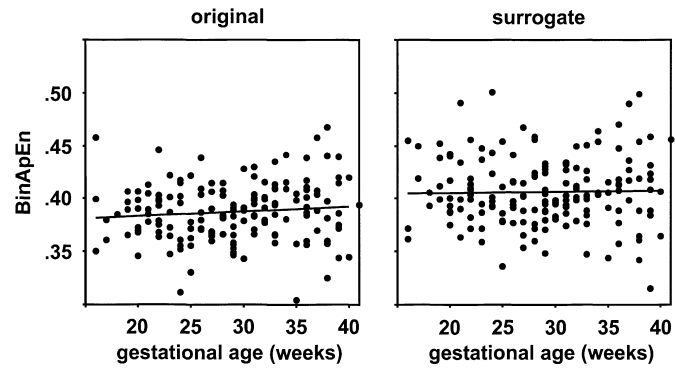 original surrogate
BinApEn
.50
.45
.40
.35
20 25 30 35 40 20 25 30 35 40
gestational age (weeks) gestational age (weeks)